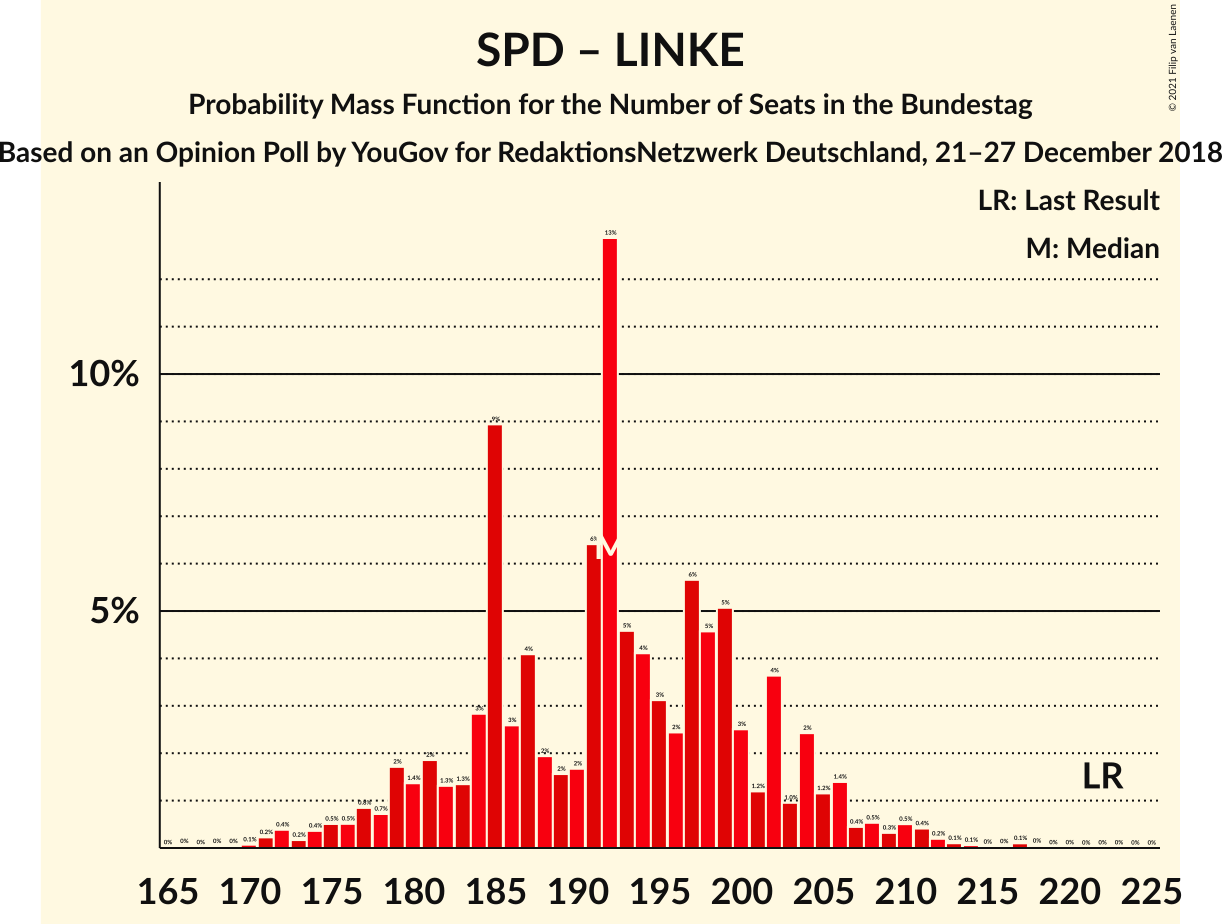 SPD – LINKE
© 2021 Filip van Laenen
Probability Mass Function for the Number of Seats in the Bundestag
Based on an Opinion Poll by YouGov for RedaktionsNetzwerk Deutschland, 21–27 December 2018
LR: Last Result
M: Median
10%
5%
0% 0% 0% 0% 0% 0.1% 0.2% 0.4% 0.2% 0.4% 0.5% 0.5% 0.8% 0.7% 2% 1.4% 2% 1.3% 1.3% 3% 9% 3% 4% 2% 2% 2% 6% 13% 5% 4% 3% 2% 6% 5% 5% 3% 1.2% 4% 1.0% 2% 1.2% 1.4% 0.4% 0.5% 0.3% 0.5% 0.4% 0.2% 0.1% 0.1% 0% 0% 0.1% 0% 0% 0% 0% 0% 0% 0% 0%
M
LR
165 170 175 180 185 190 195 200 205 210 215 220 225